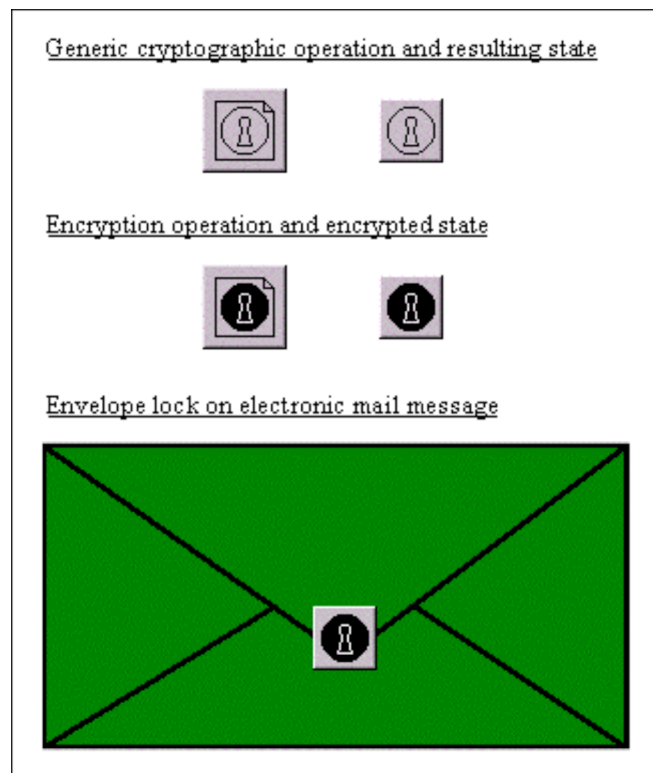 Generic cryptographic operation and resulting state
Encryption operation and encrypted state
Envelope lock on electronic mail message